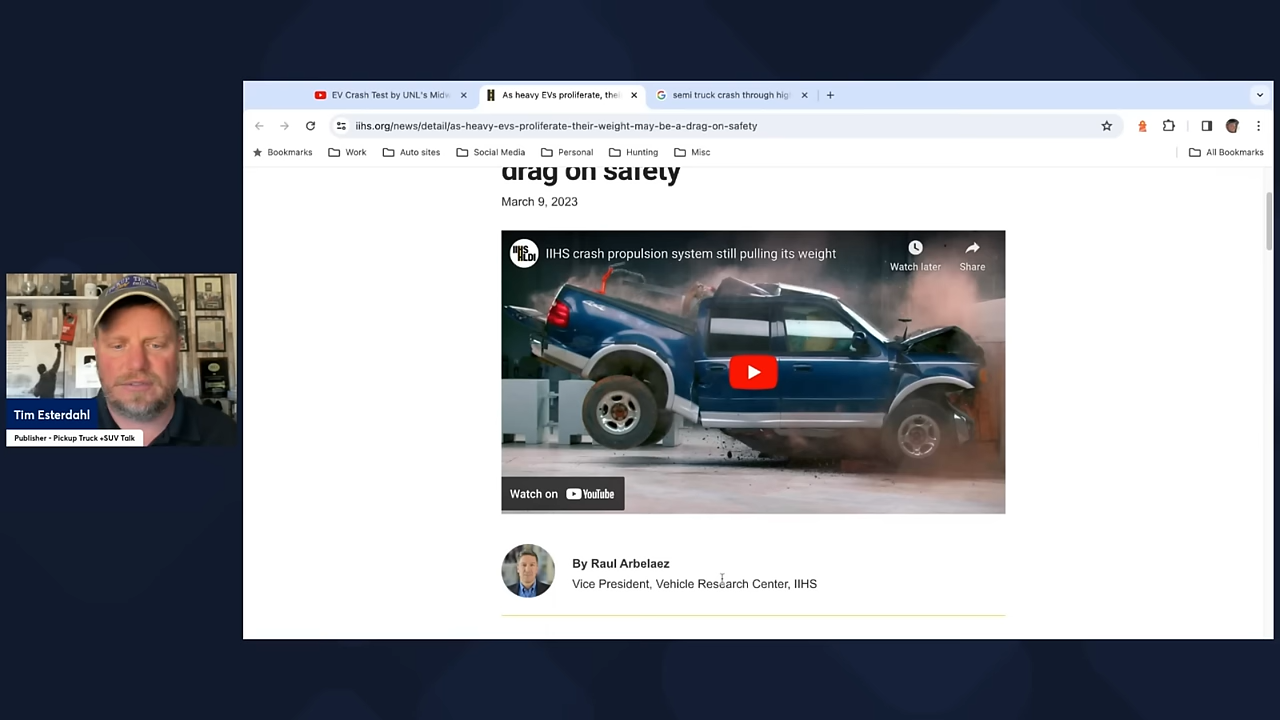 EV Crash Test by UNL's Midw
As heavy EVs proliferate, thei
semi truck crash through hig
iihs.org/news/detail/as-heavy-evs-proliferate-their-weight-may-be-a-drag-on-safety
Bookmarks
Work
Auto sites
Social Media
Personal
Hunting
Misc
All Bookmarks
drag on safety
March 9, 2023
IIHS HLDI
IIHS crash propulsion system still pulling its weight
Watch later
Share
Watch on YouTube
By Raul Arbelaez
Vice President, Vehicle Research Center, IIHS
Tim Esterdahl
Publisher - Pickup Truck +SUV Talk